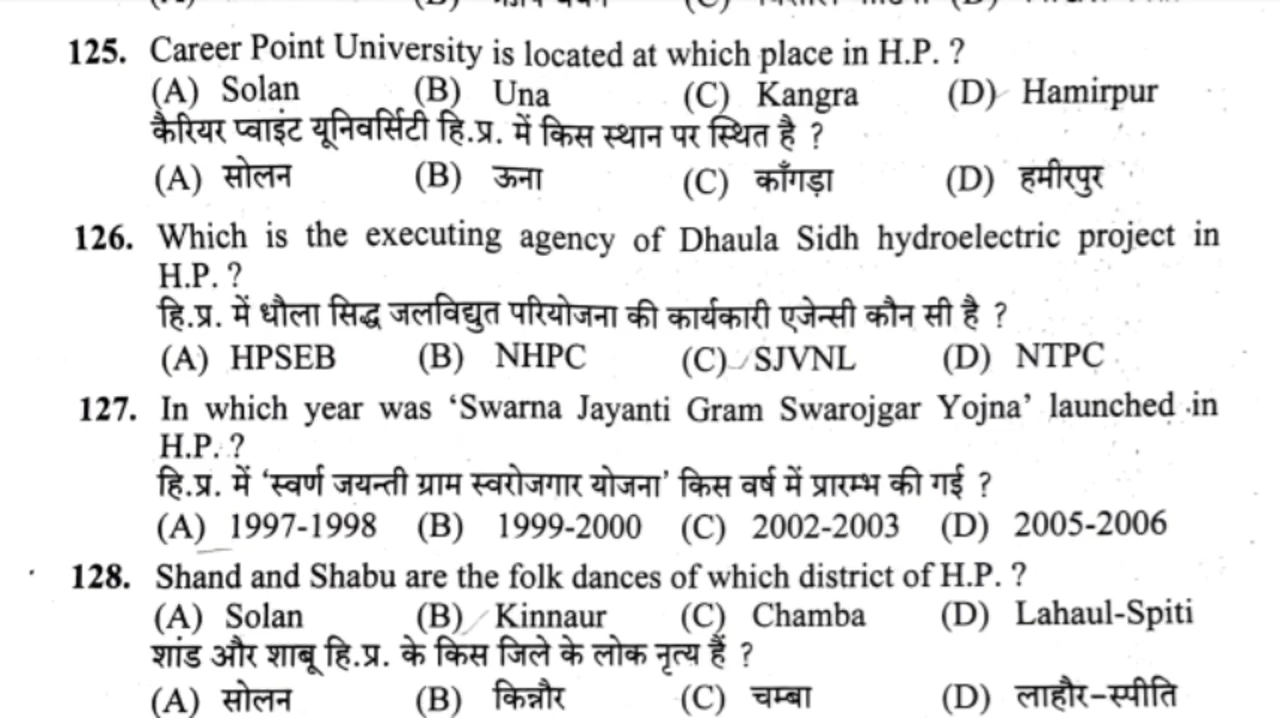 125. Career Point University is located at which place in H.P. ?
(A) Solan (B) Una (C) Kangra (D) Hamirpur
कैरियर प्वाइंट यूनिवर्सिटी हि.प्र. में किस स्थान पर स्थित है ?
(A) सोलन (B) ऊना (C) काँगड़ा (D) हमीरपुर
126. Which is the executing agency of Dhaula Sidh hydroelectric project in
H.P. ?
हि.प्र. में धौला सिद्ध जलविद्युत परियोजना की कार्यकारी एजेन्सी कौन सी है ?
(A) HPSEB (B) NHPC (C) SJVNL (D) NTPC
127. In which year was ‘Swarna Jayanti Gram Swarojgar Yojna’ launched in
H.P. ?
हि.प्र. में ‘स्वर्ण जयन्ती ग्राम स्वरोजगार योजना’ किस वर्ष में प्रारम्भ की गई ?
(A) 1997-1998 (B) 1999-2000 (C) 2002-2003 (D) 2005-2006
128. Shand and Shabu are the folk dances of which district of H.P. ?
(A) Solan (B) Kinnaur (C) Chamba (D) Lahaul-Spiti
शांड और शाबू हि.प्र. के किस जिले के लोक नृत्य हैं ?
(A) सोलन (B) किन्नौर (C) चम्बा (D) लाहौर-स्पीति